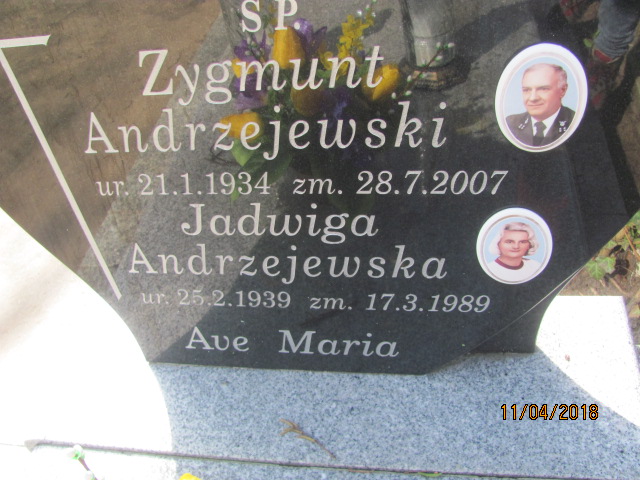 ŚP.
Zygmunt
Andrzejewski
ur. 21.1.1934 zm. 28.7.2007
Jadwiga
Andrzejewska
ur. 25.2.1939 zm. 17.3.1989
Ave Maria
11/04/2018